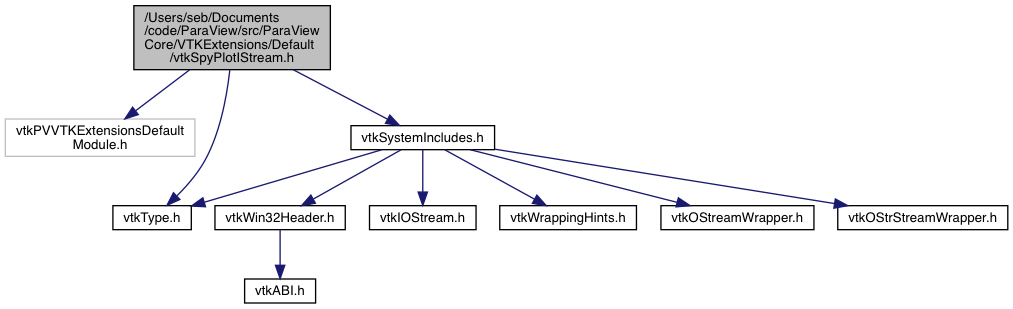 /Users/seb/Documents
/code/ParaView/src/ParaView
Core/VTKExtensions/Default
/vtkSpyPlotIStream.h
vtkPVVTKExtensionsDefault
Module.h
vtkSystemIncludes.h
vtkType.h
vtkWin32Header.h
vtkIOStream.h
vtkWrappingHints.h
vtkOStreamWrapper.h
vtkOStrStreamWrapper.h
vtkABI.h